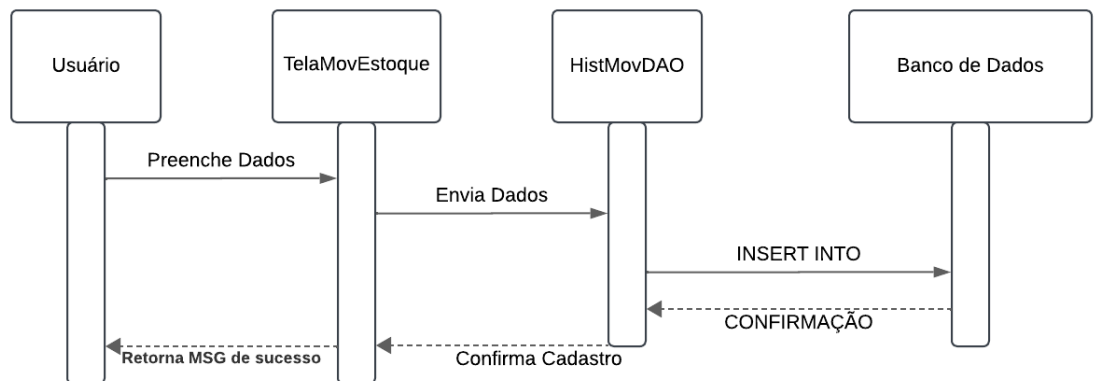 Usuário
TelaMovEstoque
HistMovDAO
Banco de Dados
Preenche Dados
Envia Dados
INSERT INTO
CONFIRMAÇÃO
Confirma Cadastro
Retorna MSG de sucesso